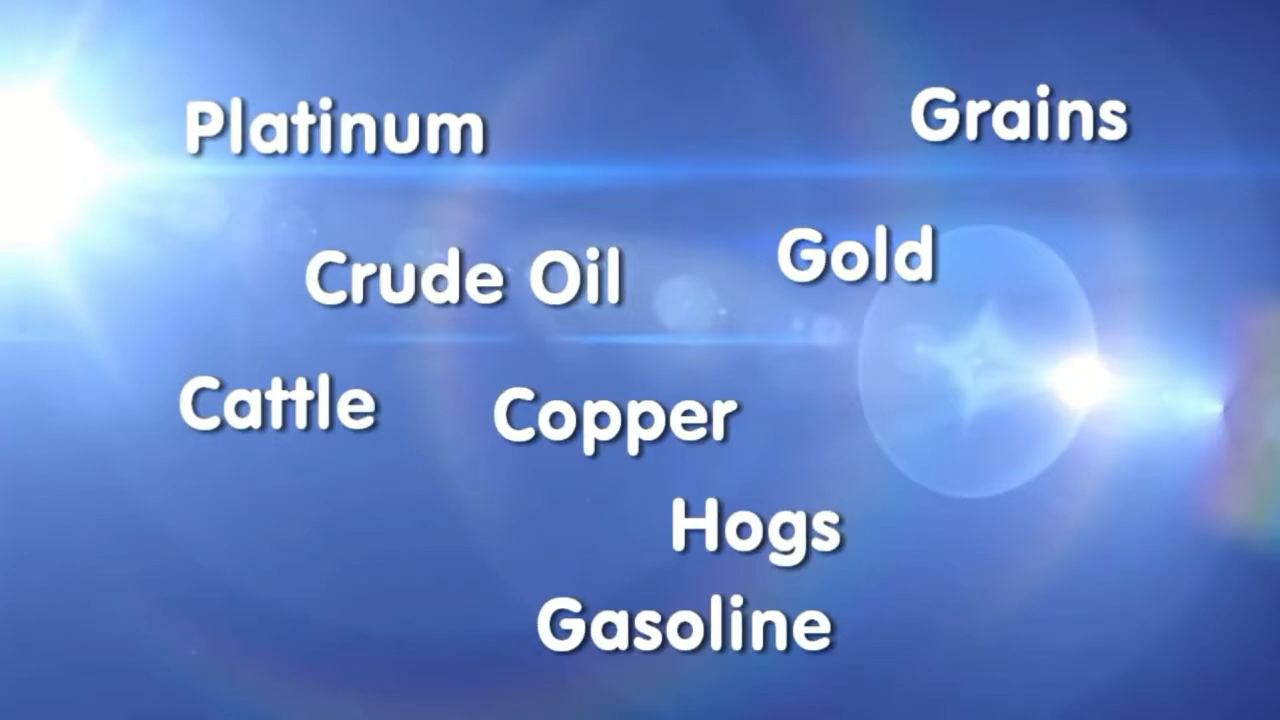 Platinum
Grains
Crude Oil
Gold
Cattle
Copper
Hogs
Gasoline